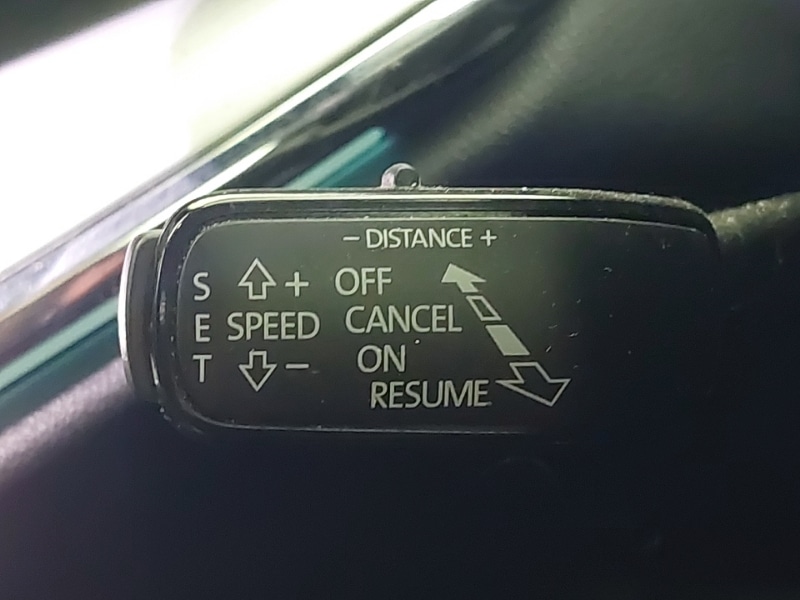 – DISTANCE +
S + OFF
E SPEED CANCEL
T – ON
RESUME